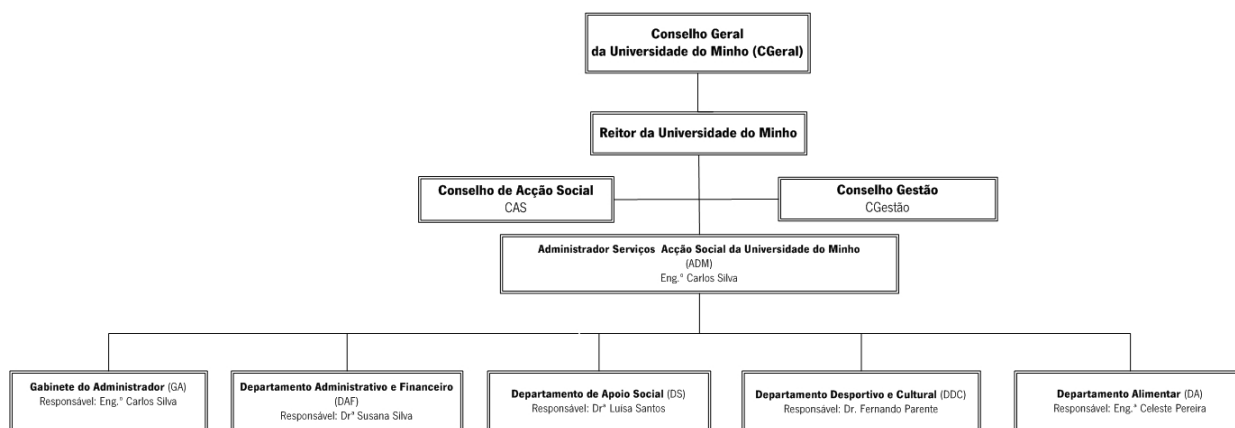 Conselho Geral
da Universidade do Minho (CGeral)
Reitor da Universidade do Minho
Conselho de Acção Social
CAS
Conselho Gestão
CGestão
Administrador Serviços Acção Social da Universidade do Minho
(ADM)
Eng.º Carlos Silva
Gabinete do Administrador (GA)
Responsável: Eng.º Carlos Silva
Departamento Administrativo e Financeiro
(DAF)
Responsável: Drª Susana Silva
Departamento de Apoio Social (DS)
Responsável: Drª Luisa Santos
Departamento Desportivo e Cultural (DDC)
Responsável: Dr. Fernando Parente
Departamento Alimentar (DA)
Responsável: Eng.ª Celeste Pereira